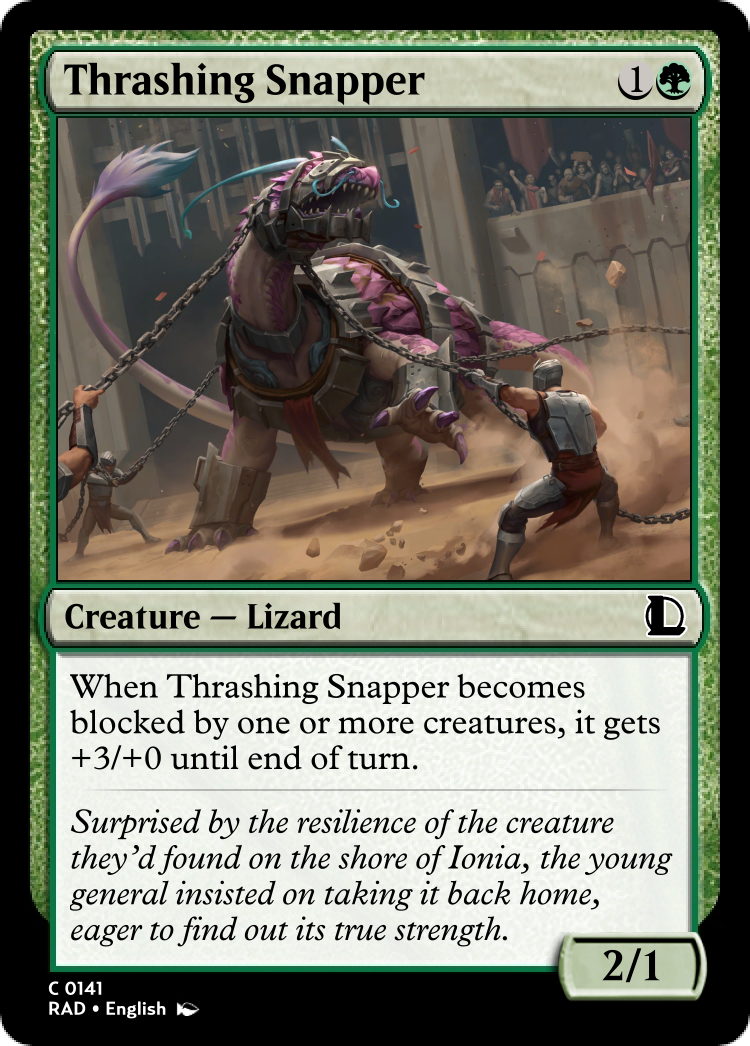 Thrashing Snapper
1
Creature — Lizard
When Thrashing Snapper becomes
blocked by one or more creatures, it gets
+3/+0 until end of turn.
Surprised by the resilience of the creature
they'd found on the shore of Ionia, the young
general insisted on taking it back home,
eager to find out its true strength.
2/1
C 0141
RAD • English